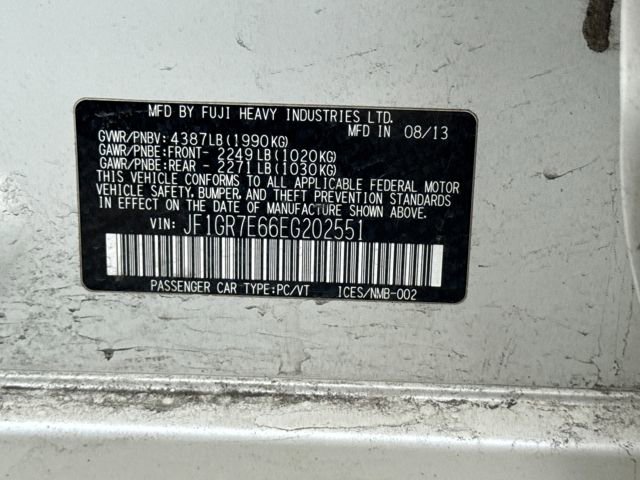 MFD BY FUJI HEAVY INDUSTRIES LTD.
MFD IN 08/13
GVWR/PNBV: 4387LB(1990KG)
GAWR/PNBE:FRONT- 2249LB(1020KG)
GAWR/PNBE:REAR - 2271LB(1030KG)
THIS VEHICLE CONFORMS TO ALL APPLICABLE FEDERAL MOTOR
VEHICLE SAFETY, BUMPER, AND THEFT PREVENTION STANDARDS
IN EFFECT ON THE DATE OF MANUFACTURE SHOWN ABOVE.
VIN: JF1GR7E66EG202551
PASSENGER CAR TYPE:PC/VT ICES/NMB-002